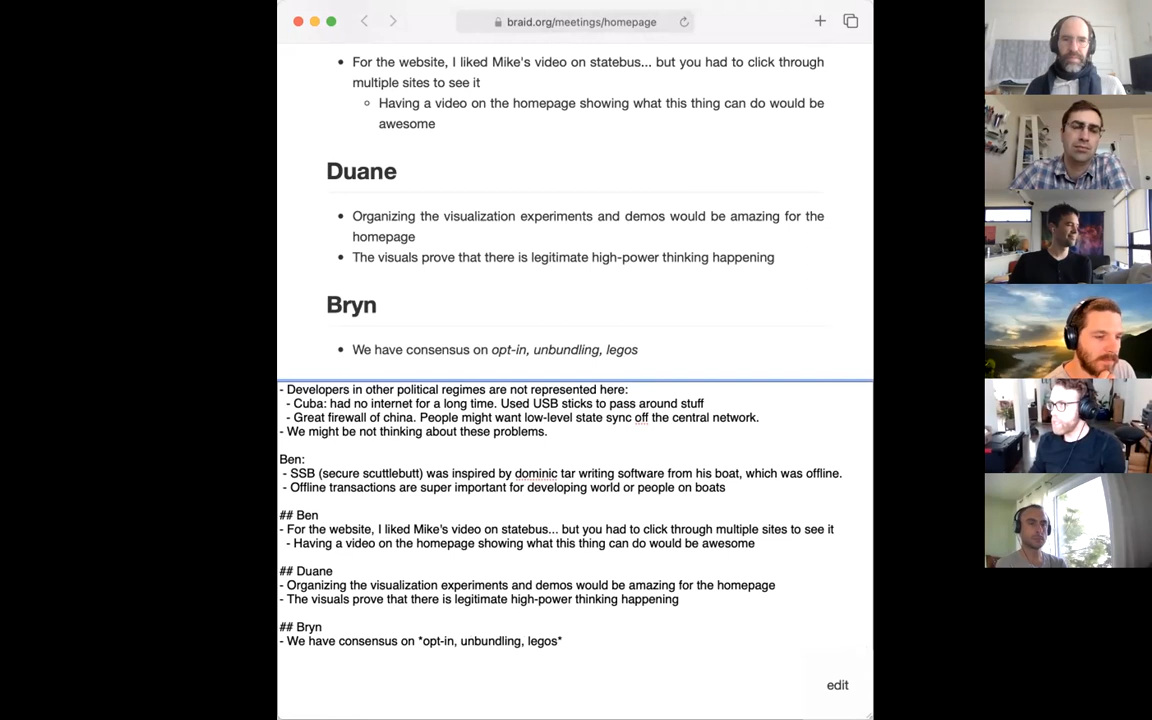 braid.org/meetings/homepage
• For the website, I liked Mike's video on statebus... but you had to click through
multiple sites to see it
○ Having a video on the homepage showing what this thing can do would be
awesome
Duane
• Organizing the visualization experiments and demos would be amazing for the
homepage
• The visuals prove that there is legitimate high-power thinking happening
Bryn
• We have consensus on opt-in, unbundling, legos
- Developers in other political regimes are not represented here:
- Cuba: had no internet for a long time. Used USB sticks to pass around stuff
- Great firewall of china. People might want low-level state sync off the central network.
- We might be not thinking about these problems.
Ben:
- SSB (secure scuttlebutt) was inspired by dominic tar writing software from his boat, which was offline.
- Offline transactions are super important for developing world or people on boats
## Ben
- For the website, I liked Mike's video on statebus... but you had to click through multiple sites to see it
- Having a video on the homepage showing what this thing can do would be awesome
## Duane
- Organizing the visualization experiments and demos would be amazing for the homepage
- The visuals prove that there is legitimate high-power thinking happening
## Bryn
- We have consensus on *opt-in, unbundling, legos*
edit